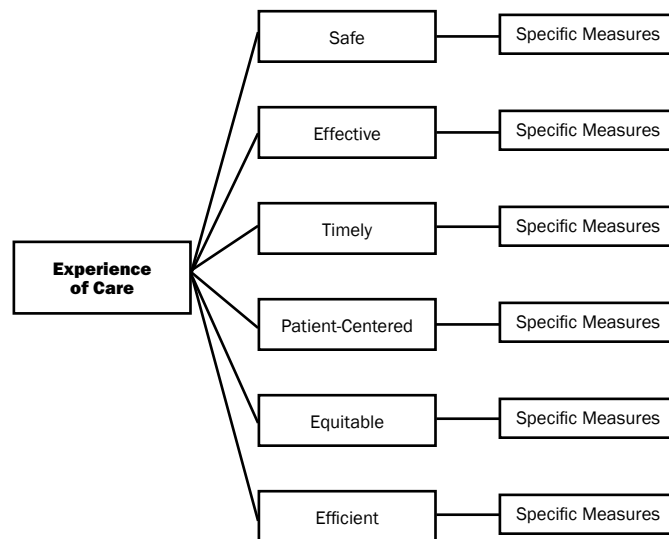 Safe
Specific Measures
Effective
Specific Measures
Timely
Specific Measures
Experience
of Care
Patient-Centered
Specific Measures
Equitable
Specific Measures
Efficient
Specific Measures